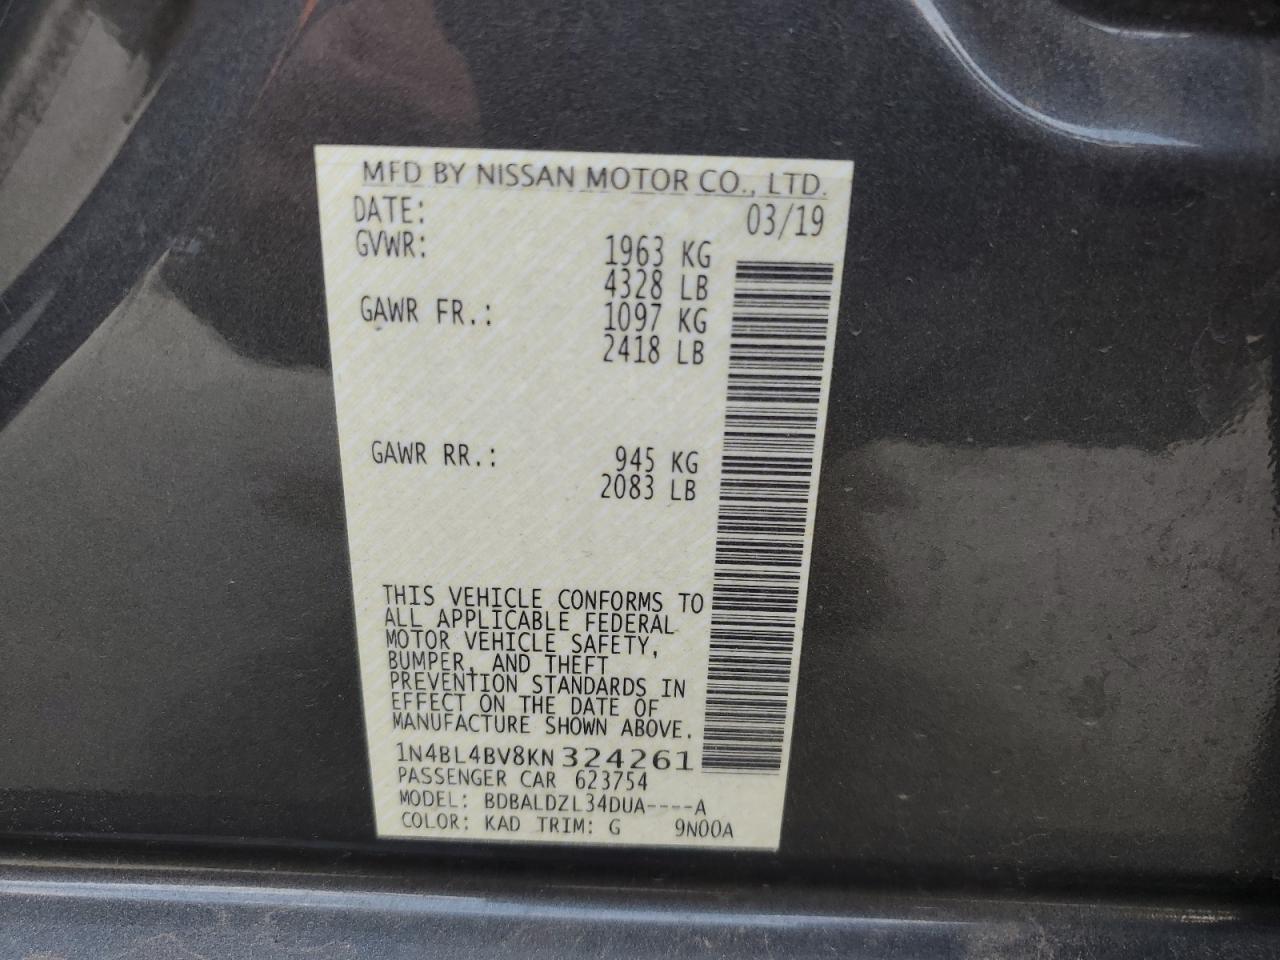 MFD BY NISSAN MOTOR CO., LTD.
DATE: 03/19
GVWR: 1963 KG
4328 LB
GAWR FR.: 1097 KG
2418 LB
GAWR RR.: 945 KG
2083 LB
THIS VEHICLE CONFORMS TO
ALL APPLICABLE FEDERAL
MOTOR VEHICLE SAFETY,
BUMPER, AND THEFT
PREVENTION STANDARDS IN
EFFECT ON THE DATE OF
MANUFACTURE SHOWN ABOVE.
1N4BL4BV8KN324261
PASSENGER CAR 623754
MODEL: BDBALDZL34DUA----A
COLOR: KAD TRIM: G 9N00A